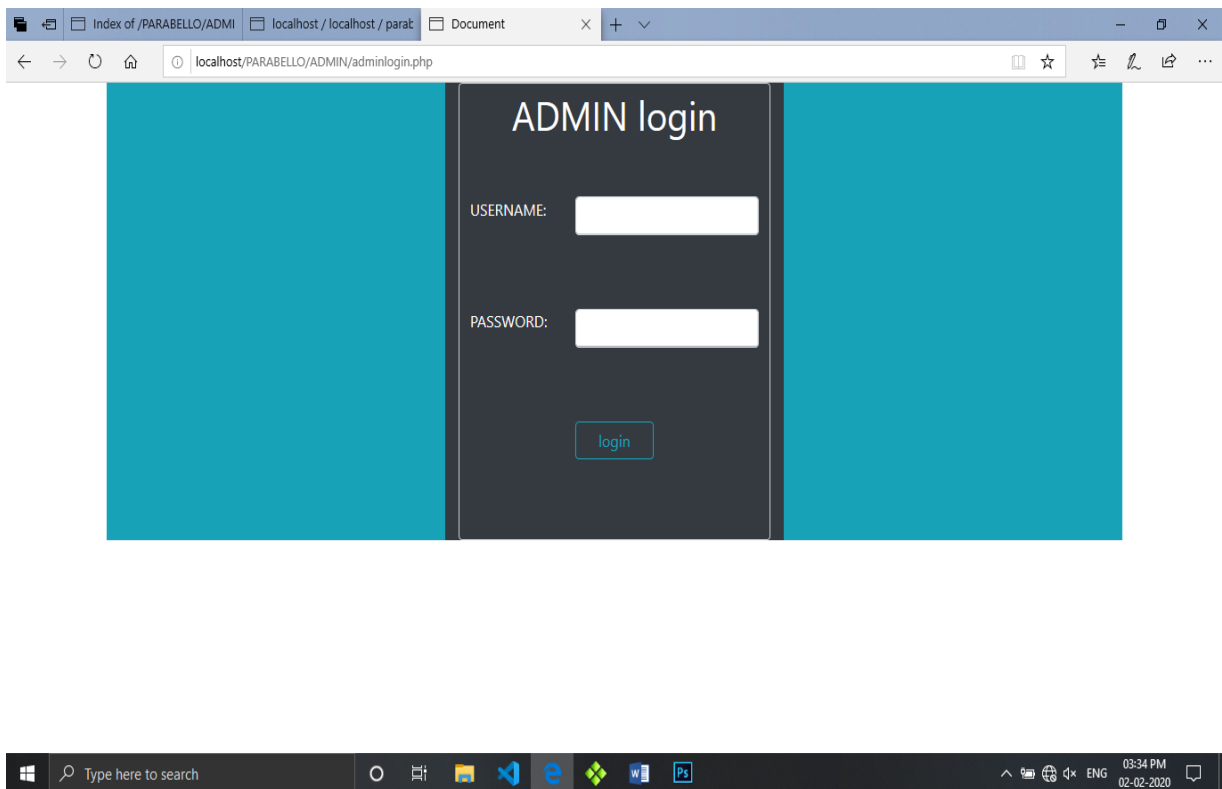 Index of /PARABELLO/ADMI
localhost / localhost / parab
Document
localhost/PARABELLO/ADMIN/adminlogin.php
ADMIN login
USERNAME:
PASSWORD:
login
Type here to search
W
Ps
ENG
03:34 PM
02-02-2020